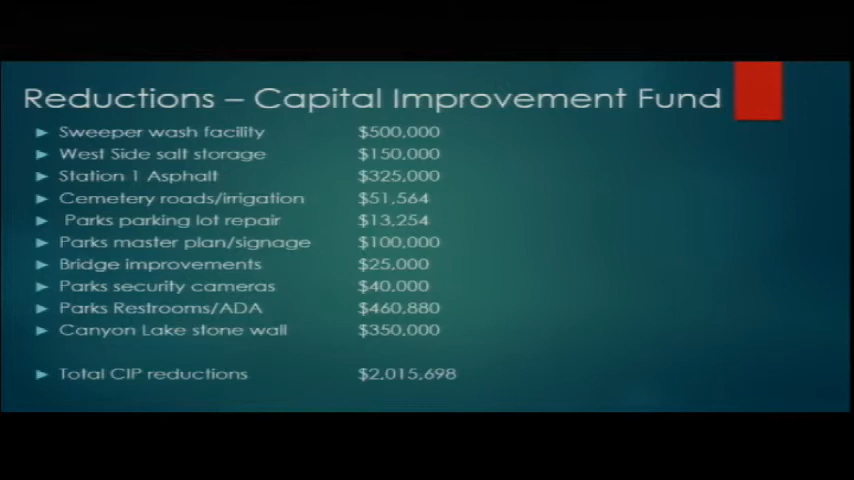 Reductions – Capital Improvement Fund
Sweeper wash facility $500,000
West Side salt storage $150,000
Station 1 Asphalt $325,000
Cemetery roads/irrigation $51,564
Parks parking lot repair $13,254
Parks master plan/signage $100,000
Bridge improvements $25,000
Parks security cameras $40,000
Parks Restrooms/ADA $460,880
Canyon Lake stone wall $350,000
Total CIP reductions $2,015,698